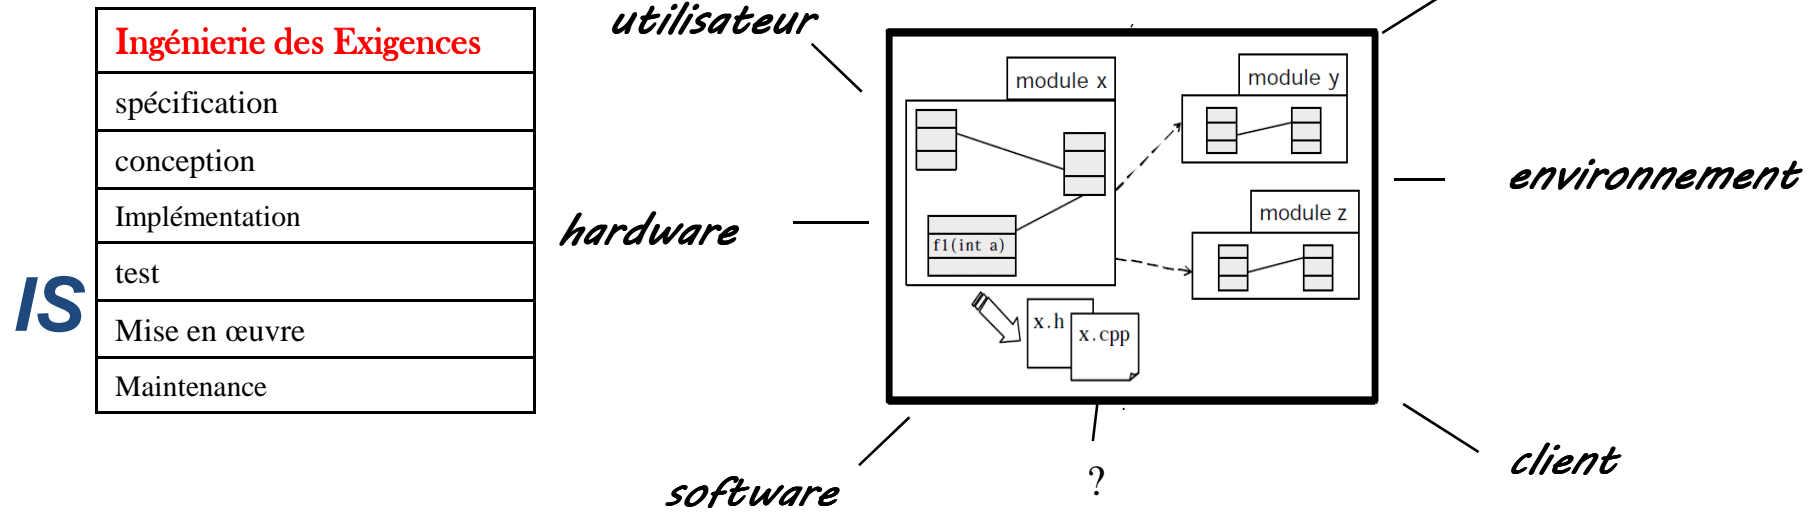 IS
Ingénierie des Exigences
spécification
conception
Implémentation
test
Mise en œuvre
Maintenance
utilisateur
hardware
software
module x
f1(int a)
x.h
x.cpp
module y
module z
?
environnement
client